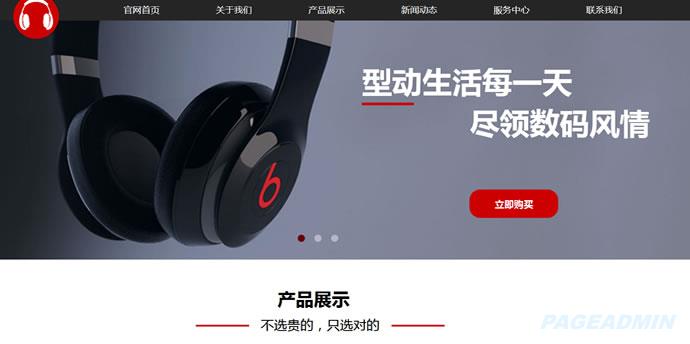 官网首页 关于我们 产品展示 新闻动态 服务中心 联系我们
型动生活每一天
尽领数码风情
b
立即购买
产品展示
不选贵的，只选对的
PAGEADMIN